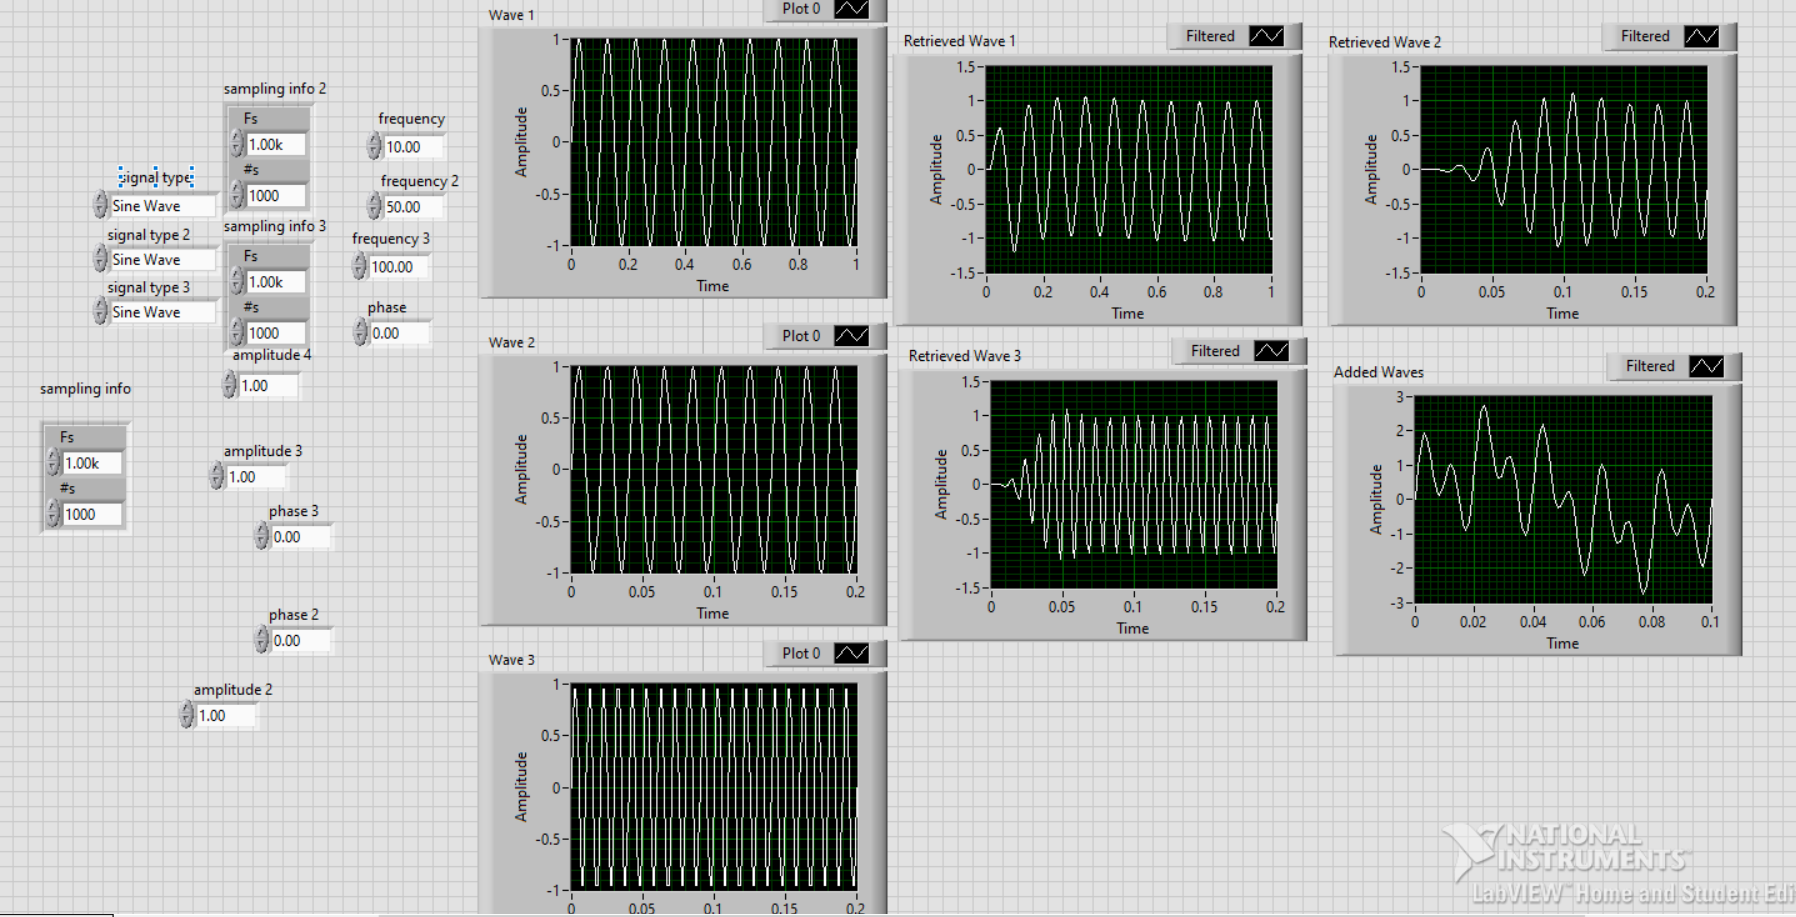 sampling info 2
Fs
1.00k
#s
1000
signal type
Sine Wave
signal type 2
Sine Wave
signal type 3
Sine Wave
sampling info 3
Fs
1.00k
#s
1000
frequency
10.00
frequency 2
50.00
frequency 3
100.00
phase
0.00
amplitude 4
1.00
sampling info
Fs
1.00k
#s
1000
amplitude 3
1.00
phase 3
0.00
phase 2
0.00
amplitude 2
1.00
Wave 1
Plot 0
Amplitude
1
0.5
0
-0.5
-1
0 0.2 0.4 0.6 0.8 1
Time
Wave 2
Plot 0
Amplitude
1
0.5
0
-0.5
-1
0 0.05 0.1 0.15 0.2
Time
Wave 3
Plot 0
Amplitude
1
0.5
0
-0.5
-1
0 0.05 0.1 0.15 0.2
Retrieved Wave 1
Filtered
Amplitude
1.5
1
0.5
0
-0.5
-1
-1.5
0 0.2 0.4 0.6 0.8 1
Time
Retrieved Wave 2
Filtered
Amplitude
1.5
1
0.5
0
-0.5
-1
-1.5
0 0.05 0.1 0.15 0.2
Time
Retrieved Wave 3
Filtered
Amplitude
1.5
1
0.5
0
-0.5
-1
-1.5
0 0.05 0.1 0.15 0.2
Time
Added Waves
Filtered
Amplitude
3
2
1
0
-1
-2
-3
0 0.02 0.04 0.06 0.08 0.1
Time
NATIONAL
INSTRUMENTS
LabVIEW™ Home and Student Edi